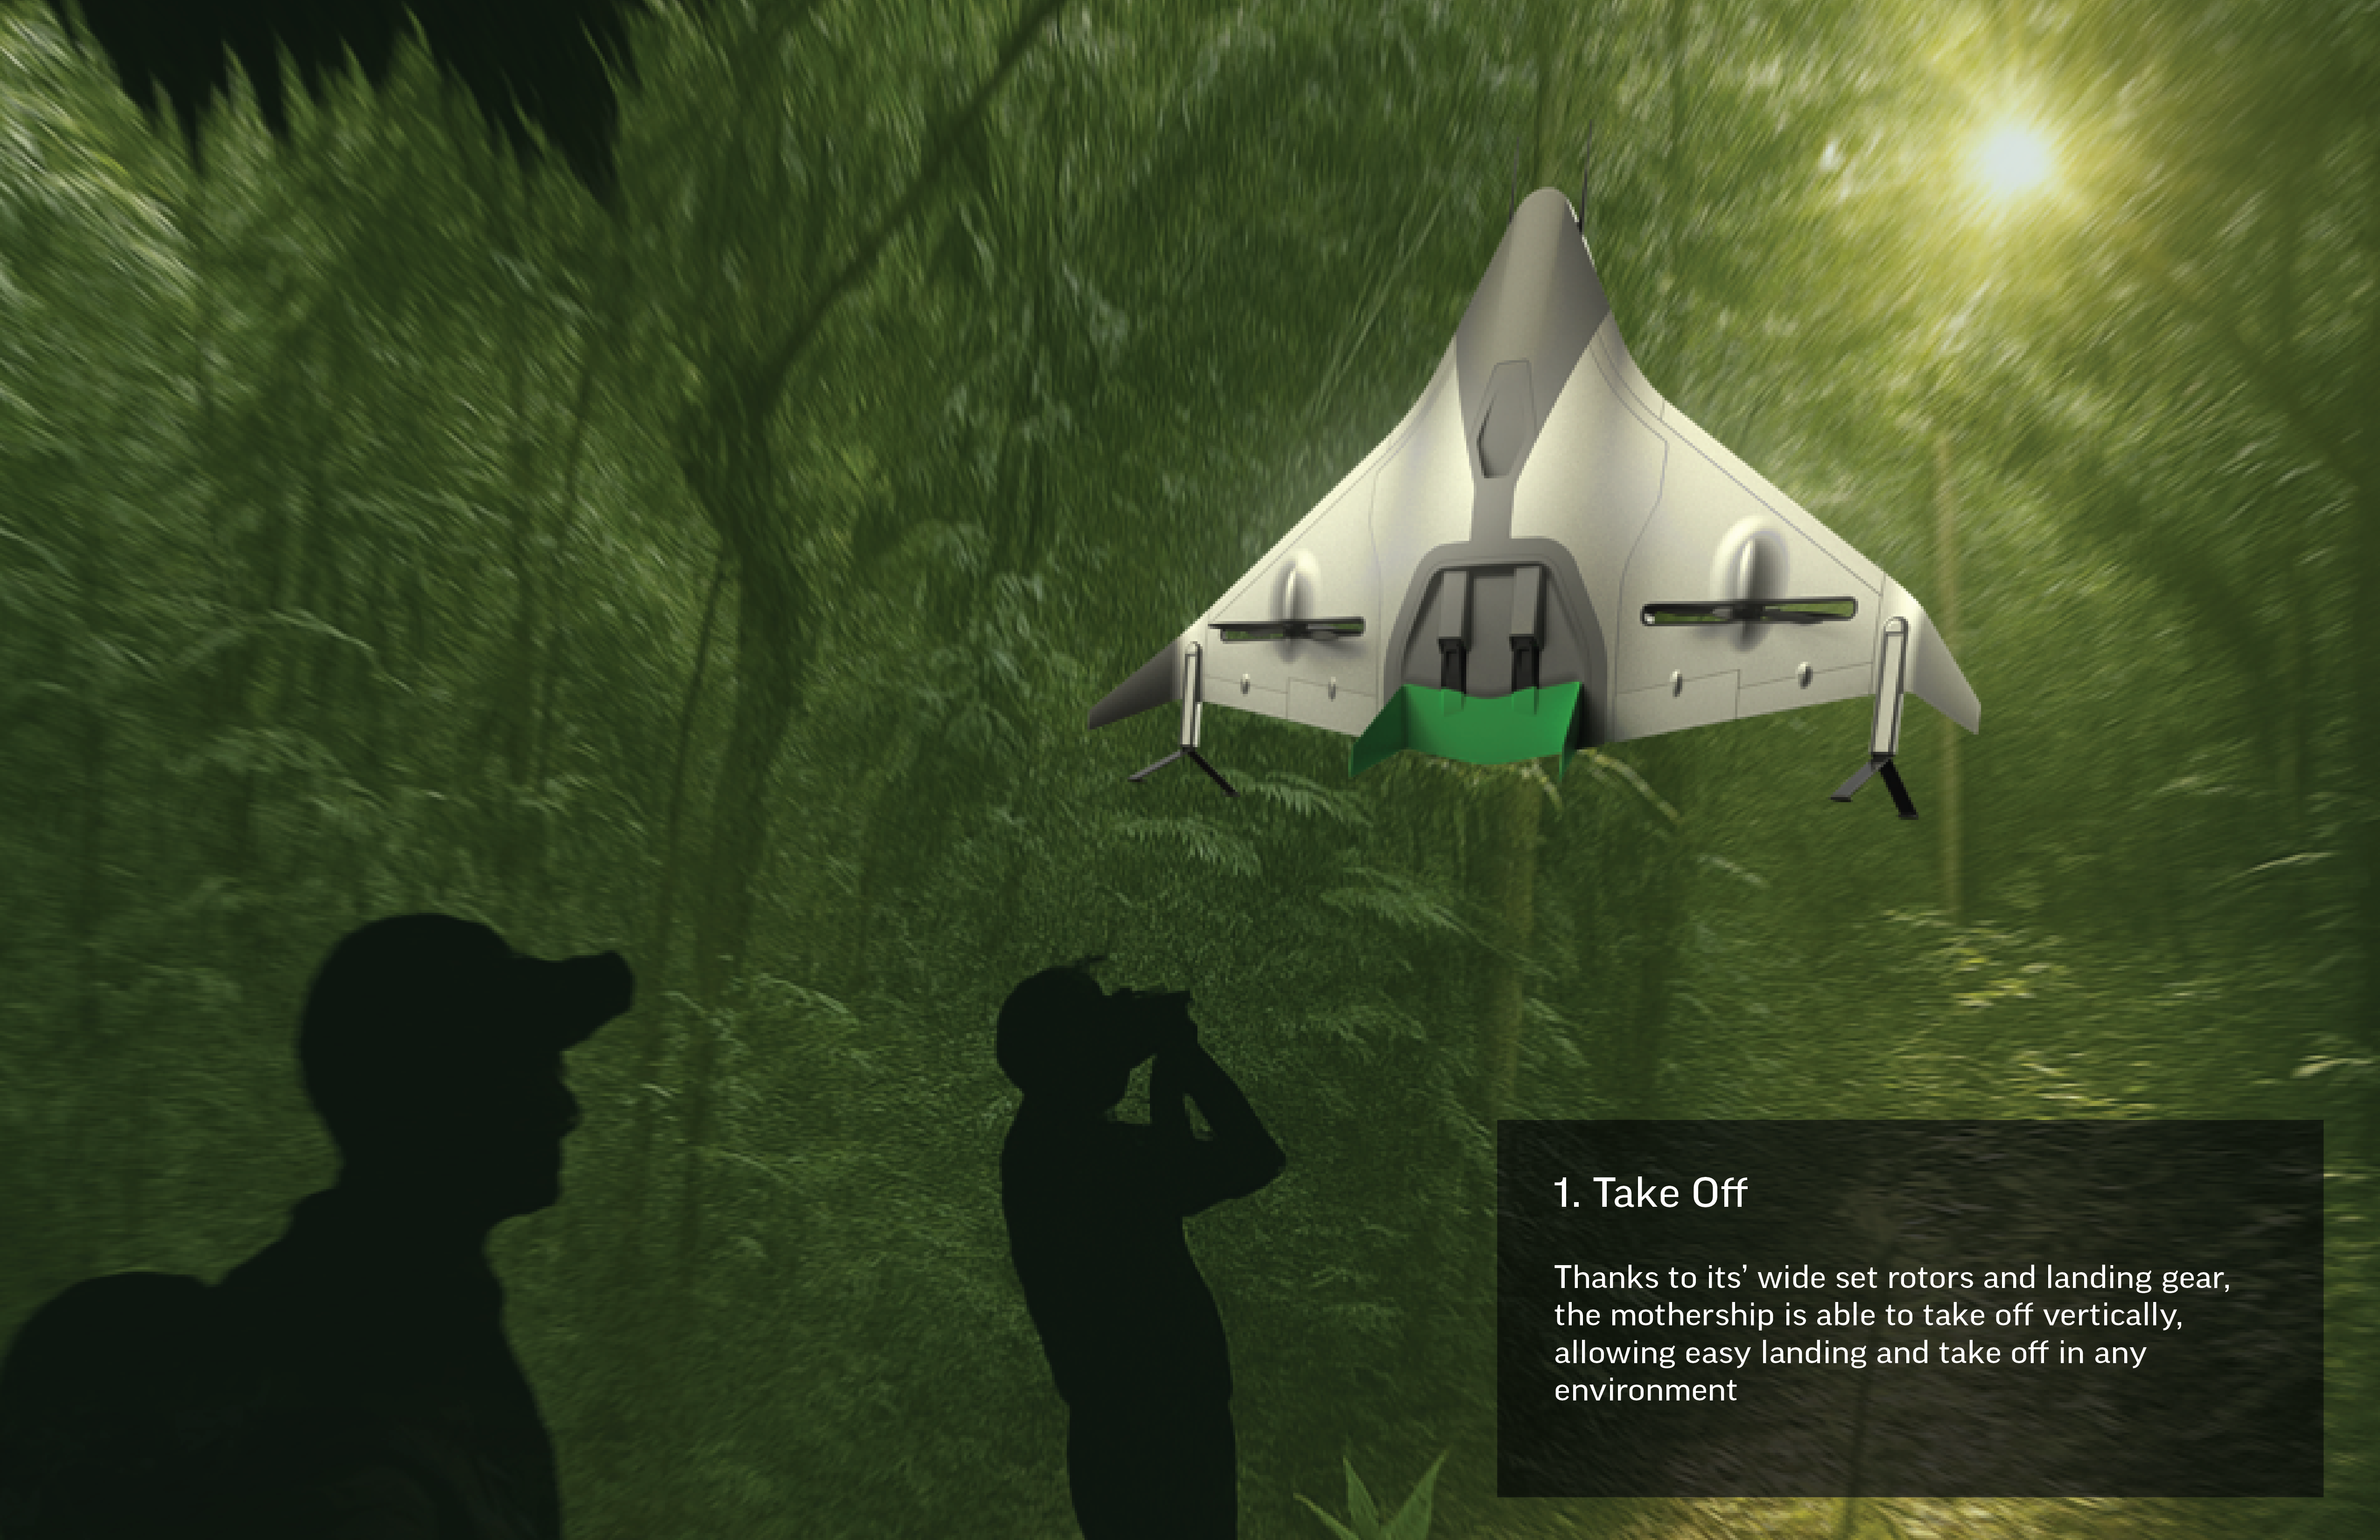 1. Take Off
Thanks to its’ wide set rotors and landing gear,
the mothership is able to take off vertically,
allowing easy landing and take off in any
environment